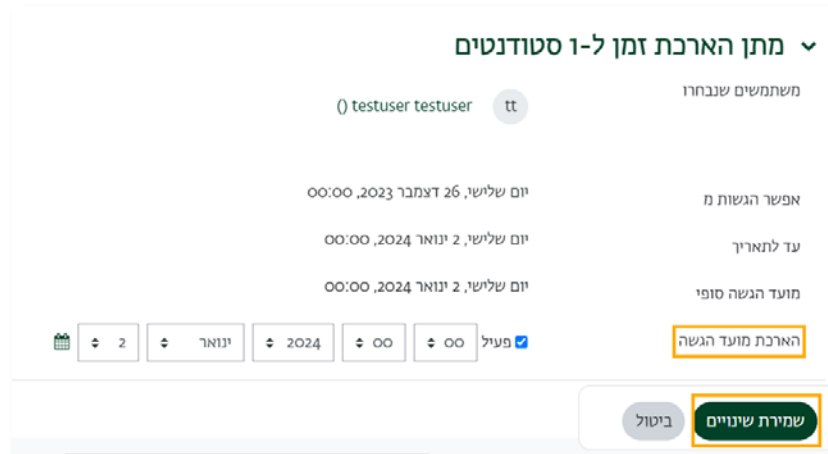 מתן הארכת זמן ל-1 סטודנטים
משתמשים שנבחרו
tt testuser testuser ()
אפשר הגשות מ יום שלישי, 26 דצמבר 2023, 00:00
עד לתאריך יום שלישי, 2 ינואר 2024, 00:00
מועד הגשה סופי יום שלישי, 2 ינואר 2024, 00:00
הארכת מועד הגשה פעיל 00 00 2024 ינואר 2
שמירת שינויים ביטול